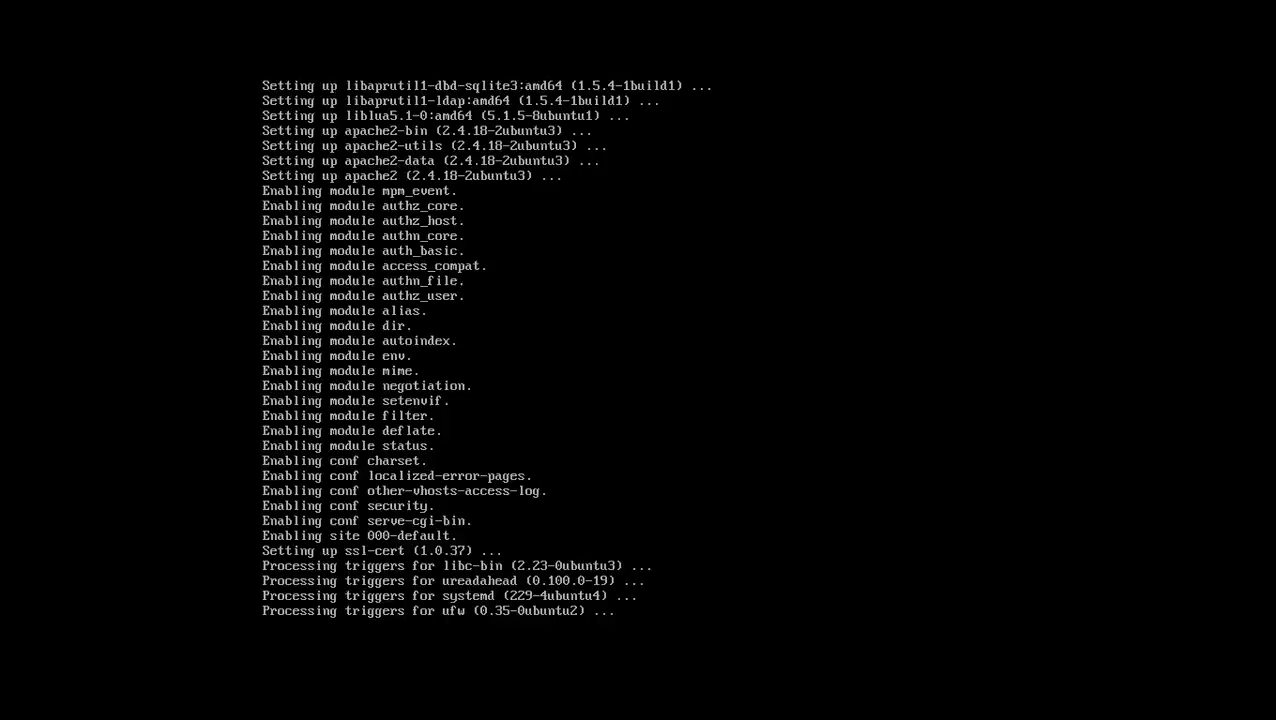 Setting up libaprutil1-dbd-sqlite3:amd64 (1.5.4-1build1) ...
Setting up libaprutil1-ldap:amd64 (1.5.4-1build1) ...
Setting up liblua5.1-0:amd64 (5.1.5-8ubuntu1) ...
Setting up apache2-bin (2.4.18-2ubuntu3) ...
Setting up apache2-utils (2.4.18-2ubuntu3) ...
Setting up apache2-data (2.4.18-2ubuntu3) ...
Setting up apache2 (2.4.18-2ubuntu3) ...
Enabling module mpm_event.
Enabling module authz_core.
Enabling module authz_host.
Enabling module authn_core.
Enabling module auth_basic.
Enabling module access_compat.
Enabling module authn_file.
Enabling module authz_user.
Enabling module alias.
Enabling module dir.
Enabling module autoindex.
Enabling module env.
Enabling module mime.
Enabling module negotiation.
Enabling module setenvif.
Enabling module filter.
Enabling module deflate.
Enabling module status.
Enabling conf charset.
Enabling conf localized-error-pages.
Enabling conf other-vhosts-access-log.
Enabling conf security.
Enabling conf serve-cgi-bin.
Enabling site 000-default.
Setting up ssl-cert (1.0.37) ...
Processing triggers for libc-bin (2.23-0ubuntu3) ...
Processing triggers for ureadahead (0.100.0-19) ...
Processing triggers for systemd (229-4ubuntu4) ...
Processing triggers for ufw (0.35-0ubuntu2) ...